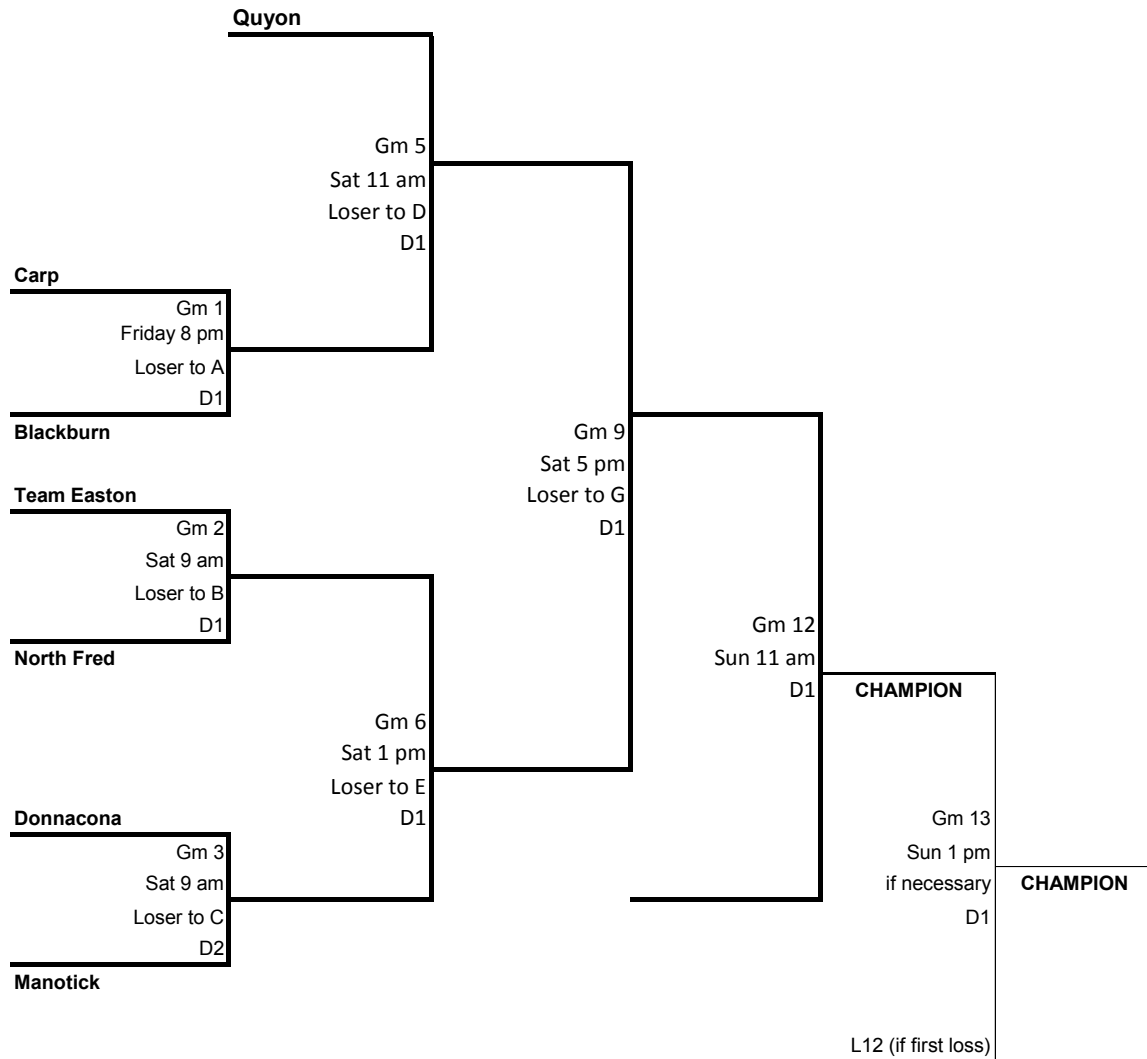 Quyon
Gm 5
Sat 11 am
Loser to D
D1
Carp
Gm 1
Friday 8 pm
Loser to A
D1
Blackburn
Team Easton
Gm 2
Sat 9 am
Loser to B
D1
North Fred
Gm 9
Sat 5 pm
Loser to G
D1
Gm 6
Sat 1 pm
Loser to E
D1
Donnacona
Gm 3
Sat 9 am
Loser to C
D2
Manotick
Gm 12
Sun 11 am
D1
CHAMPION
Gm 13
Sun 1 pm
if necessary
D1
CHAMPION
L12 (if first loss)